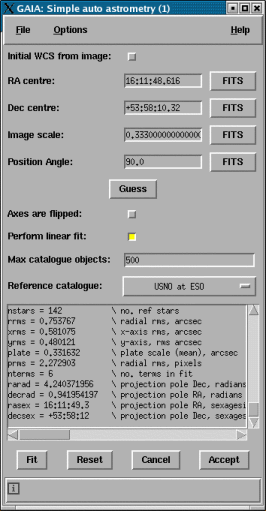 GAIA: Simple auto astrometry (1)
File Options Help
Initial WCS from image:
RA centre: 16:11:48.616 FITS
Dec centre: +53:58:10.32 FITS
Image scale: 0.3330000000000X FITS
Position Angle: 90.0 FITS
Guess
Axes are flipped:
Perform linear fit:
Max catalogue objects: 500
Reference catalogue: USNO at ESO
nstars = 142 \ no. ref stars
rrms = 0.753767 \ radial rms, arcsec
xrms = 0.581075 \ x-axis rms, arcsec
yrms = 0.480121 \ y-axis, rms, arcsec
plate = 0.331632 \ plate scale (mean), arcsec
prms = 2.272903 \ radial rms, pixels
nterms = 6 \ no. terms in fit
rarad = 4.240371956 \ projection pole Dec, radians
decrad = 0.941954197 \ projection pole RA, radians
rasex = 16:11:49.3 \ projection pole RA, sexagesi
decsex = +53:58:12 \ projection pole Dec, sexages
Fit Reset Cancel Accept